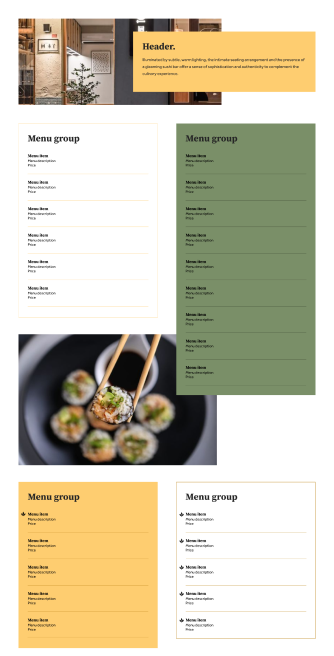 Header.
Illuminated by subtle, warm lighting, the intimate seating arrangement and the presence of
a gleaming sushi bar offer a sense of sophistication and authenticity to complement the
culinary experience.
Menu group
Menu item
Menu description
Price
Menu item
Menu description
Price
Menu item
Menu description
Price
Menu item
Menu description
Price
Menu item
Menu description
Price
Menu item
Menu description
Price
Menu group
Menu item
Menu description
Price
Menu item
Menu description
Price
Menu item
Menu description
Price
Menu item
Menu description
Price
Menu item
Menu description
Price
Menu item
Menu description
Price
Menu item
Menu description
Price
Menu item
Menu description
Price
Menu item
Menu description
Price
Menu group
Menu item
Menu description
Price
Menu item
Menu description
Price
Menu item
Menu description
Price
Menu item
Menu description
Price
Menu item
Menu description
Price
Menu group
Menu item
Menu description
Price
Menu item
Menu description
Price
Menu item
Menu description
Price
Menu item
Menu description
Price
Menu item
Menu description
Price